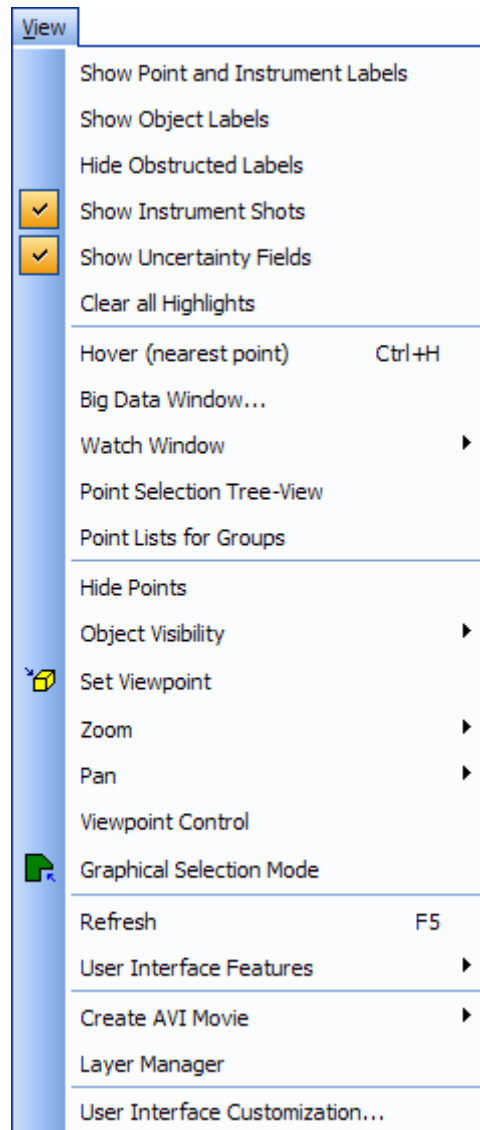 View
Show Point and Instrument Labels
Show Object Labels
Hide Obstructed Labels
Show Instrument Shots
Show Uncertainty Fields
Clear all Highlights
Hover (nearest point) Ctrl+H
Big Data Window...
Watch Window
Point Selection Tree-View
Point Lists for Groups
Hide Points
Object Visibility
Set Viewpoint
Zoom
Pan
Viewpoint Control
Graphical Selection Mode
Refresh F5
User Interface Features
Create AVI Movie
Layer Manager
User Interface Customization...